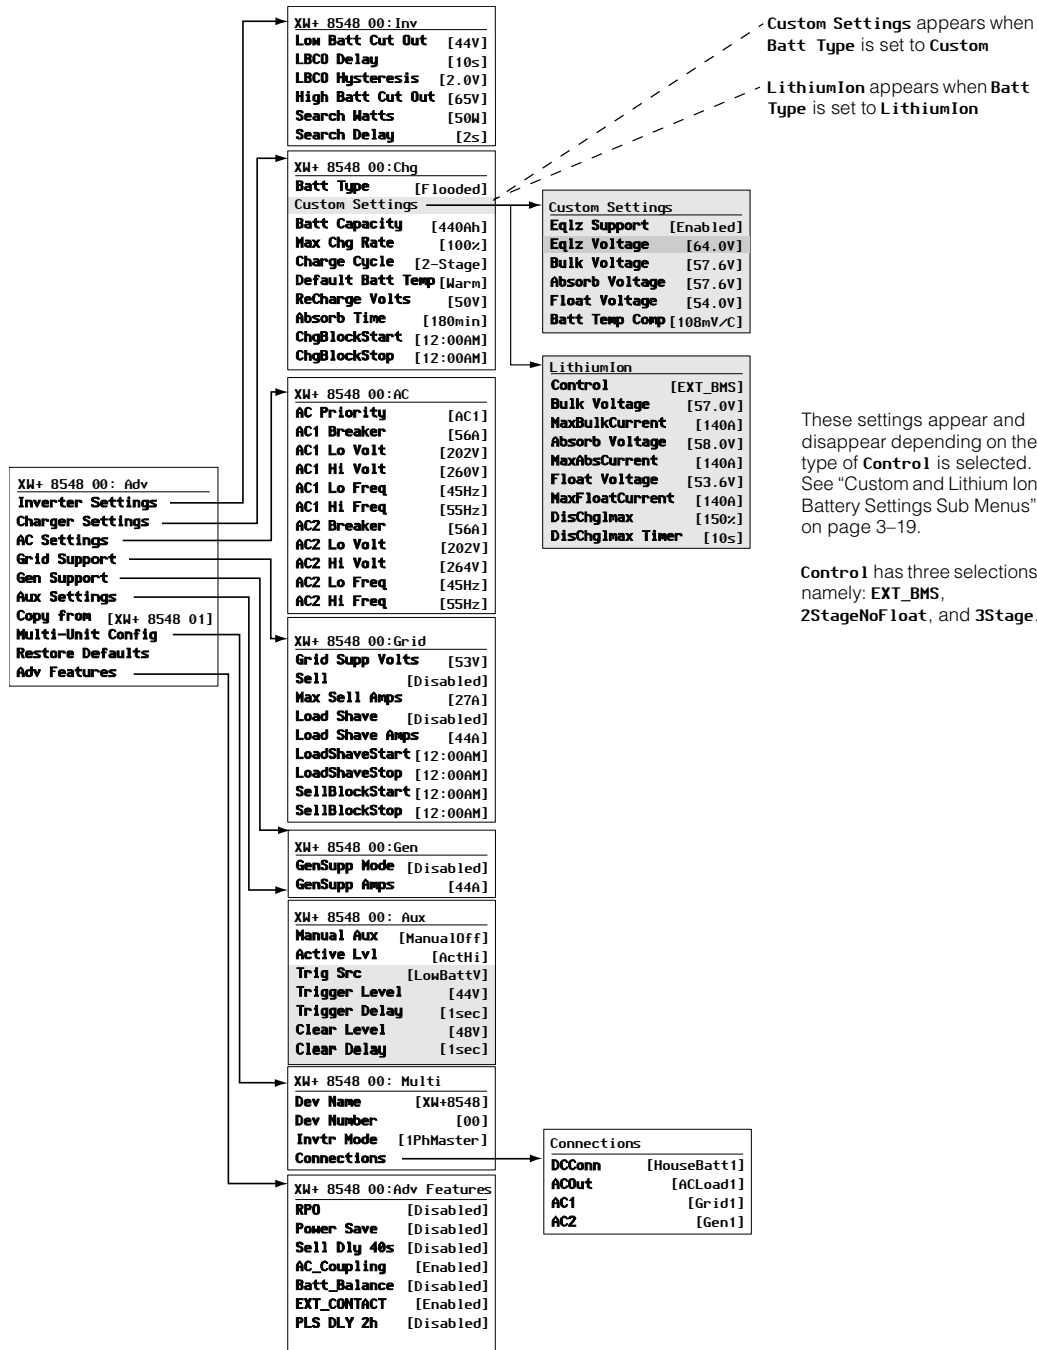 XW+ 8548 00: Adv
Inverter Settings
Charger Settings
AC Settings
Grid Support
Gen Support
Aux Settings
Copy from [XW+ 8548 01]
Multi-Unit Config
Restore Defaults
Adv Features
XW+ 8548 00:Inv
Low Batt Cut Out [44V]
LBCO Delay [10s]
LBCO Hysteresis [2.0V]
High Batt Cut Out [65V]
Search Watts [50W]
Search Delay [2s]
XW+ 8548 00:Chg
Batt Type [Flooded]
Custom Settings
Batt Capacity [440Ah]
Max Chg Rate [100%]
Charge Cycle [2-Stage]
Default Batt Temp [Warm]
ReCharge Volts [50V]
Absorb Time [180min]
ChgBlockStart [12:00AM]
ChgBlockStop [12:00AM]
XW+ 8548 00:AC
AC Priority [AC1]
AC1 Breaker [56A]
AC1 Lo Volt [202V]
AC1 Hi Volt [260V]
AC1 Lo Freq [45Hz]
AC1 Hi Freq [55Hz]
AC2 Breaker [56A]
AC2 Lo Volt [202V]
AC2 Hi Volt [264V]
AC2 Lo Freq [45Hz]
AC2 Hi Freq [55Hz]
XW+ 8548 00:Grid
Grid Supp Volts [53V]
Sell [Disabled]
Max Sell Amps [27A]
Load Shave [Disabled]
Load Shave Amps [44A]
LoadShaveStart [12:00AM]
LoadShaveStop [12:00AM]
SellBlockStart [12:00AM]
SellBlockStop [12:00AM]
XW+ 8548 00:Gen
GenSupp Mode [Disabled]
GenSupp Amps [44A]
XW+ 8548 00: Aux
Manual Aux [ManualOff]
Active Lvl [ActHi]
Trig Src [LowBattV]
Trigger Level [44V]
Trigger Delay [1sec]
Clear Level [48V]
Clear Delay [1sec]
XW+ 8548 00: Multi
Dev Name [XW+8548]
Dev Number [00]
Invtr Mode [1PhMaster]
Connections
XW+ 8548 00:Adv Features
RPO [Disabled]
Power Save [Disabled]
Sell Dly 40s [Disabled]
AC_Coupling [Enabled]
Batt_Balance [Disabled]
EXT_CONTACT [Enabled]
PLS DLY 2h [Disabled]
Custom Settings
Eqlz Support [Enabled]
Eqlz Voltage [64.0V]
Bulk Voltage [57.6V]
Absorb Voltage [57.6V]
Float Voltage [54.0V]
Batt Temp Comp [108mV/C]
LithiumIon
Control [EXT_BMS]
Bulk Voltage [57.0V]
MaxBulkCurrent [140A]
Absorb Voltage [58.0V]
MaxAbsCurrent [140A]
Float Voltage [53.6V]
MaxFloatCurrent [140A]
DisChgImax [150%]
DisChgImax Timer [10s]
Connections
DCConn [HouseBatt1]
ACOut [ACLoad1]
AC1 [Grid1]
AC2 [Gen1]
Custom Settings appears when
Batt Type is set to Custom
LithiumIon appears when Batt
Type is set to LithiumIon
These settings appear and
disappear depending on the
type of Control is selected.
See “Custom and Lithium Ion
Battery Settings Sub Menus”
on page 3–19.
Control has three selections
namely: EXT_BMS,
2StageNoFloat, and 3Stage.